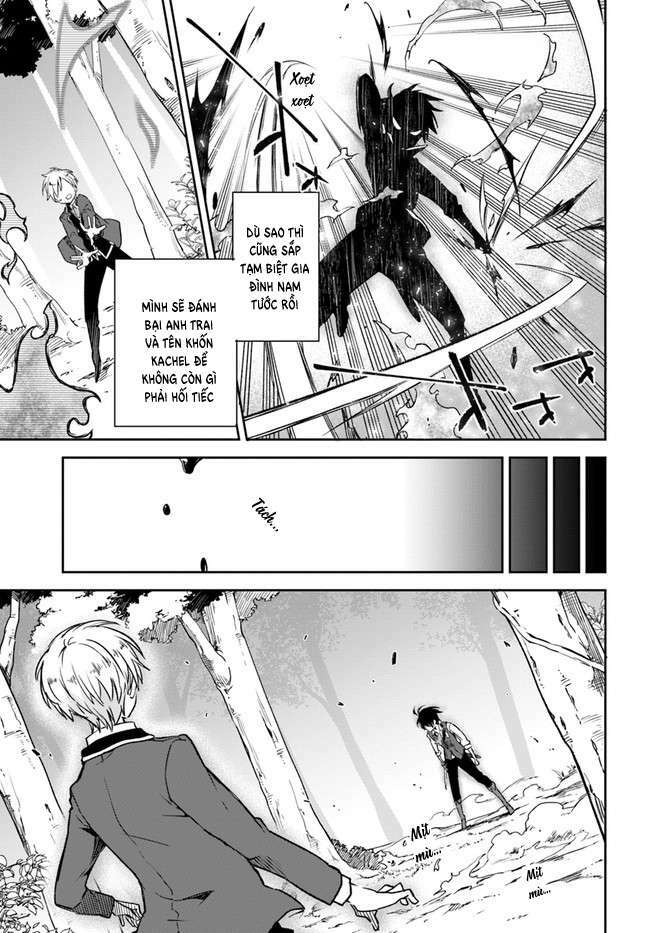 Xoẹt
xoẹt
DÙ SAO THÌ
CŨNG SẮP
TẠM BIỆT GIA
ĐÌNH NAM
TƯỚC RỒI
MÌNH SẼ ĐÁNH
BẠI ANH TRAI
VÀ TÊN KHỐN
KACHEL ĐỂ
KHÔNG CÒN GÌ
PHẢI HỐI TIẾC
Tách...
Mịt
mù...
Mịt
mù...